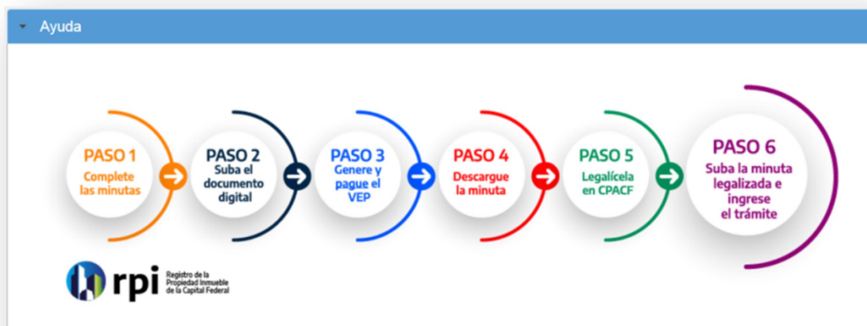 Ayuda
PASO 1
Complete
las minutas
PASO 2
Suba el
documento
digital
PASO 3
Genere y
pague el
VEP
PASO 4
Descargue
la minuta
PASO 5
Legalícela
en CPACF
PASO 6
Suba la minuta
legalizada e
ingrese
el trámite
rpi
Registro de la
Propiedad Inmueble
de la Capital Federal